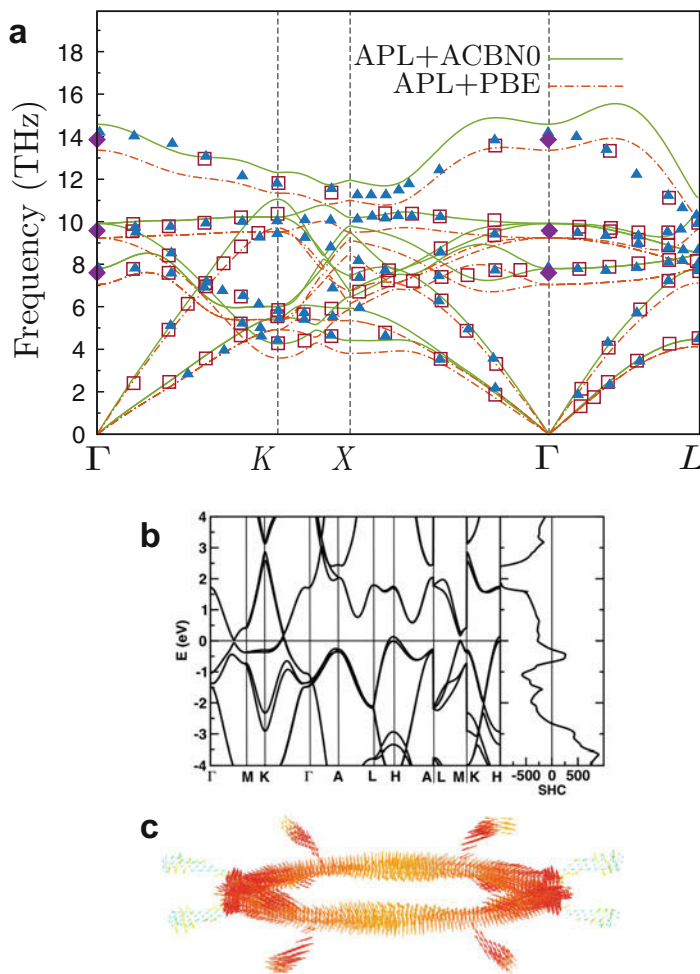 a
APL+ACBN0
APL+PBE
Frequency (THz)
18
16
14
12
10
8
6
4
2
0
Γ K X Γ L
b
E (eV)
4
3
2
1
0
-1
-2
-3
-4
Γ M K Γ A L H A L M K H
-500 0 500
SHC
c